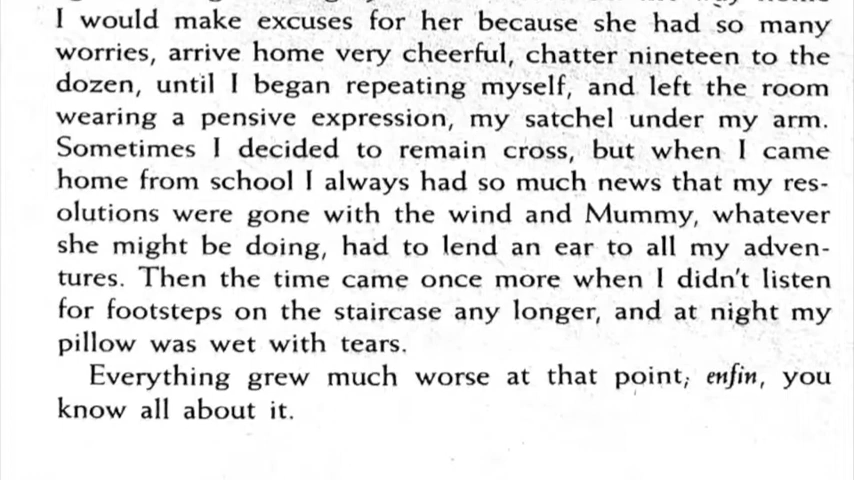 I would make excuses for her because she had so many
worries, arrive home very cheerful, chatter nineteen to the
dozen, until I began repeating myself, and left the room
wearing a pensive expression, my satchel under my arm.
Sometimes I decided to remain cross, but when I came
home from school I always had so much news that my res-
olutions were gone with the wind and Mummy, whatever
she might be doing, had to lend an ear to all my adven-
tures. Then the time came once more when I didn't listen
for footsteps on the staircase any longer, and at night my
pillow was wet with tears.
Everything grew much worse at that point; enfin, you
know all about it.